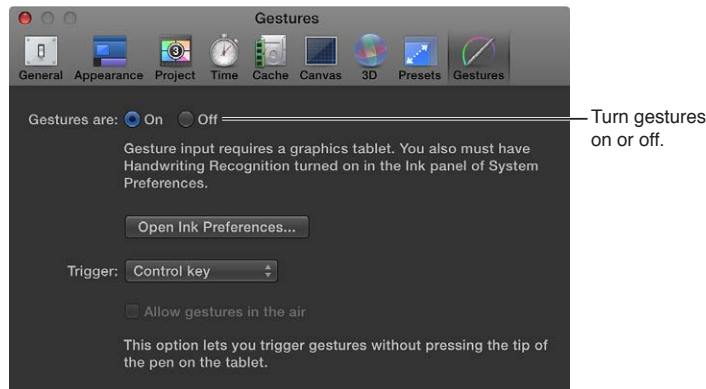 Gestures
General Appearance Project Time Cache Canvas 3D Presets Gestures
3
Gestures are: On Off
Turn gestures
on or off.
Gesture input requires a graphics tablet. You also must have
Handwriting Recognition turned on in the Ink panel of System
Preferences.
Open Ink Preferences...
Trigger: Control key
Allow gestures in the air
This option lets you trigger gestures without pressing the tip of
the pen on the tablet.